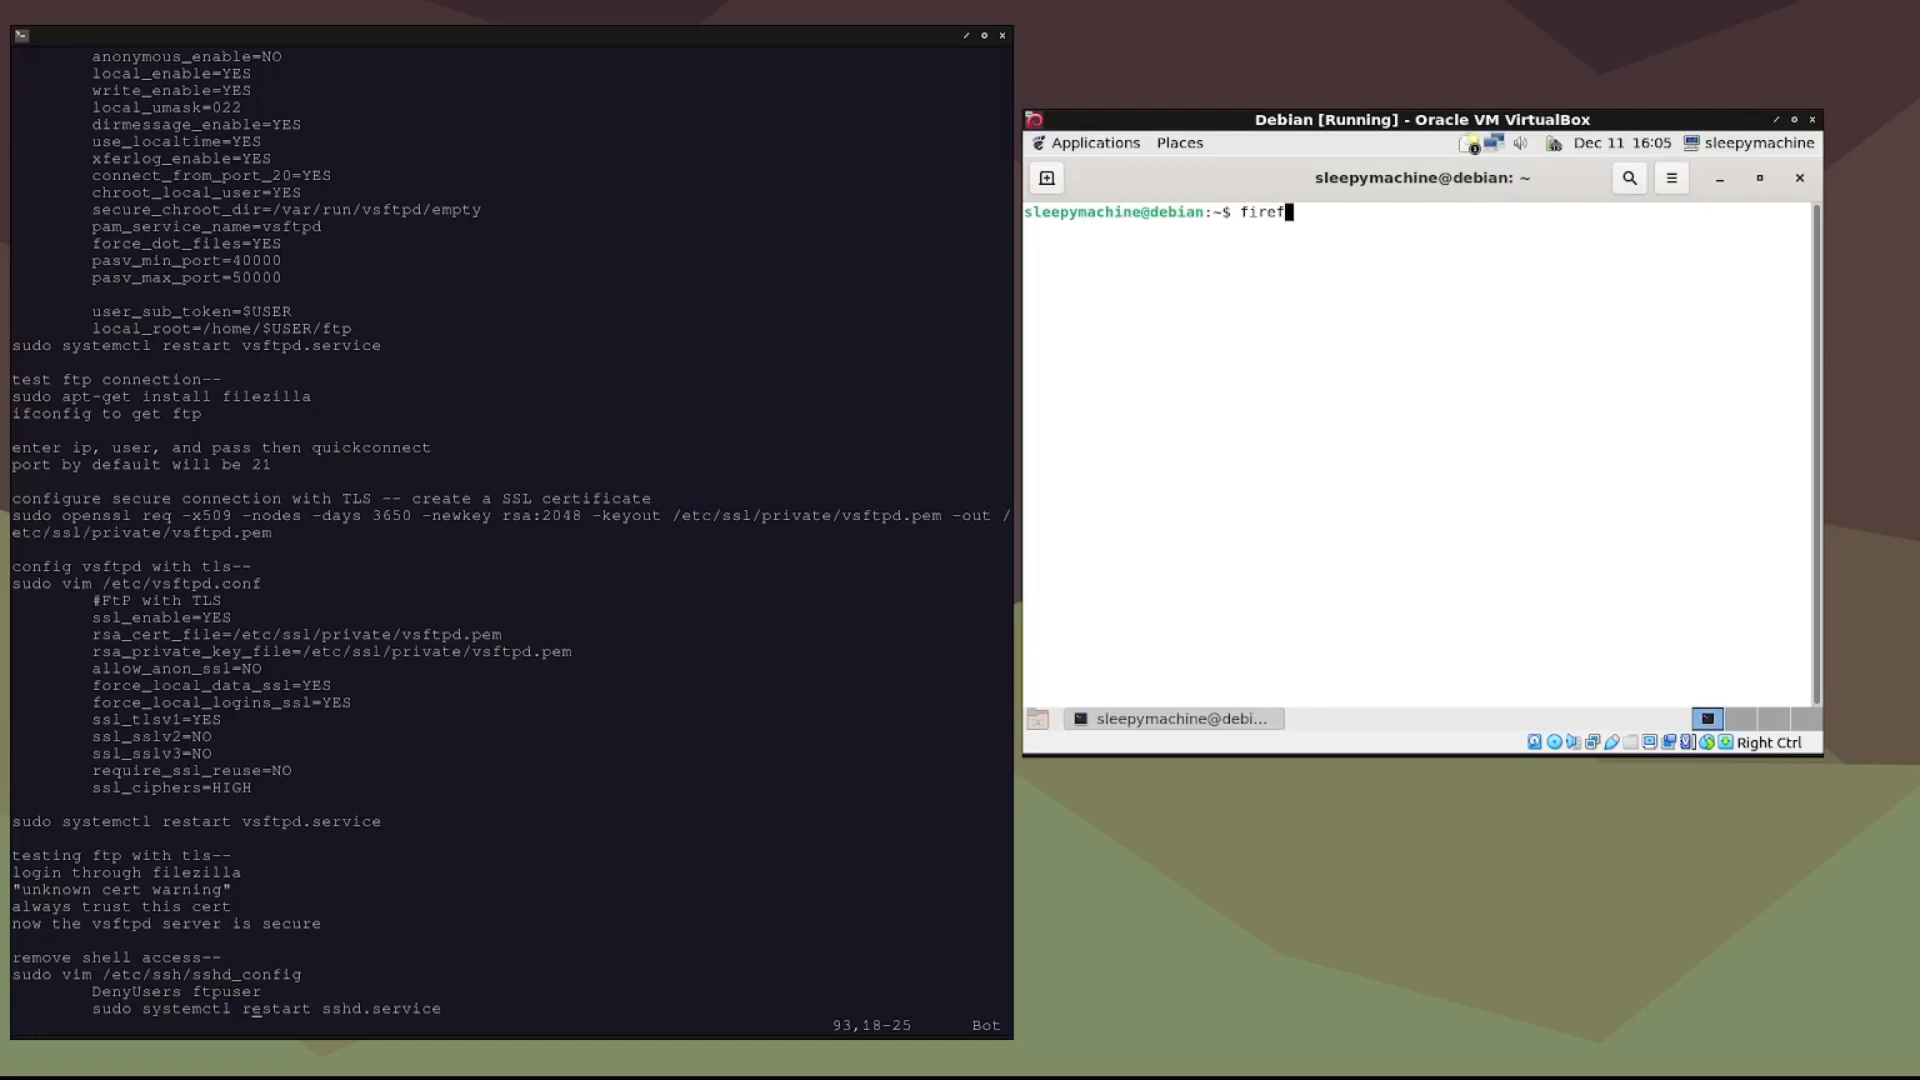 anonymous_enable=NO
local_enable=YES
write_enable=YES
local_umask=022
dirmessage_enable=YES
use_localtime=YES
xferlog_enable=YES
connect_from_port_20=YES
chroot_local_user=YES
secure_chroot_dir=/var/run/vsftpd/empty
pam_service_name=vsftpd
force_dot_files=YES
pasv_min_port=40000
pasv_max_port=50000
user_sub_token=$USER
local_root=/home/$USER/ftp
sudo systemctl restart vsftpd.service
test ftp connection--
sudo apt-get install filezilla
ifconfig to get ftp
enter ip, user, and pass then quickconnect
port by default will be 21
configure secure connection with TLS -- create a SSL certificate
sudo openssl req -x509 -nodes -days 3650 -newkey rsa:2048 -keyout /etc/ssl/private/vsftpd.pem -out /
etc/ssl/private/vsftpd.pem
config vsftpd with tls--
sudo vim /etc/vsftpd.conf
#FtP with TLS
ssl_enable=YES
rsa_cert_file=/etc/ssl/private/vsftpd.pem
rsa_private_key_file=/etc/ssl/private/vsftpd.pem
allow_anon_ssl=NO
force_local_data_ssl=YES
force_local_logins_ssl=YES
ssl_tlsv1=YES
ssl_sslv2=NO
ssl_sslv3=NO
require_ssl_reuse=NO
ssl_ciphers=HIGH
sudo systemctl restart vsftpd.service
testing ftp with tls--
login through filezilla
"unknown cert warning"
always trust this cert
now the vsftpd server is secure
remove shell access--
sudo vim /etc/ssh/sshd_config
DenyUsers ftpuser
sudo systemctl restart sshd.service
93,18-25 Bot
Debian [Running] - Oracle VM VirtualBox
Applications Places Dec 11 16:05 sleepymachine
sleepymachine@debian: ~
sleepymachine@debian:~$ firef
sleepymachine@debi...
Right Ctrl